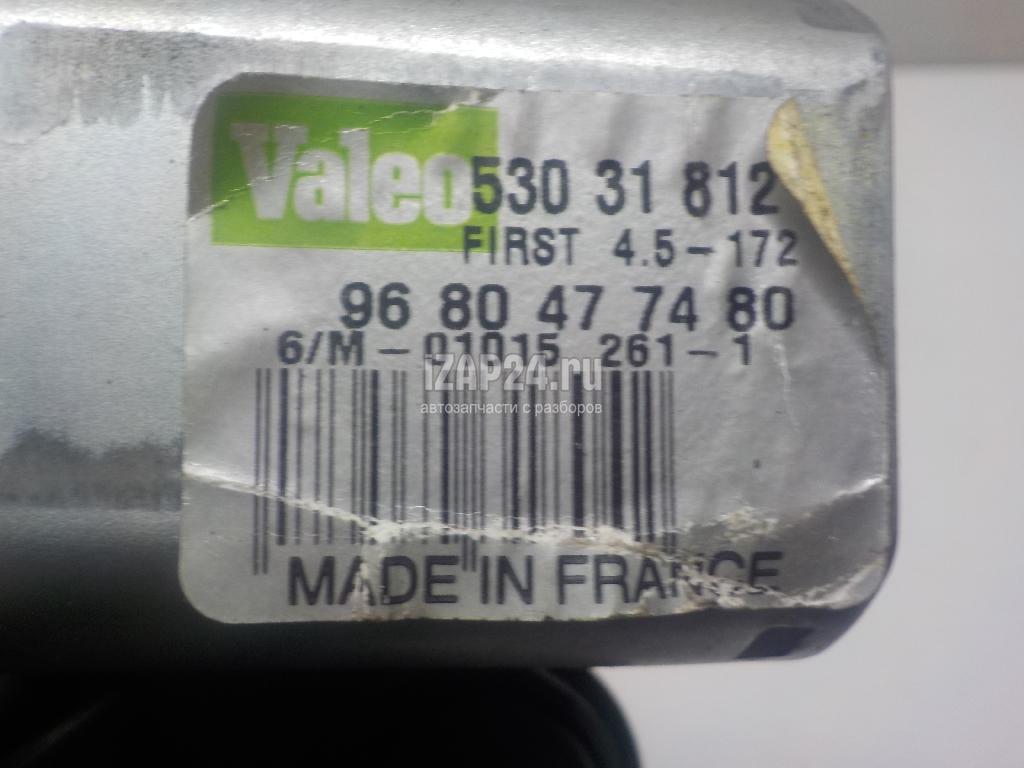 Valeo
530 31 812
FIRST 4.5-172
96 80 47 74 80
6/M-01015 261-1
iZAP24.ru
автозапчасти с разборов
MADE IN FRANCE